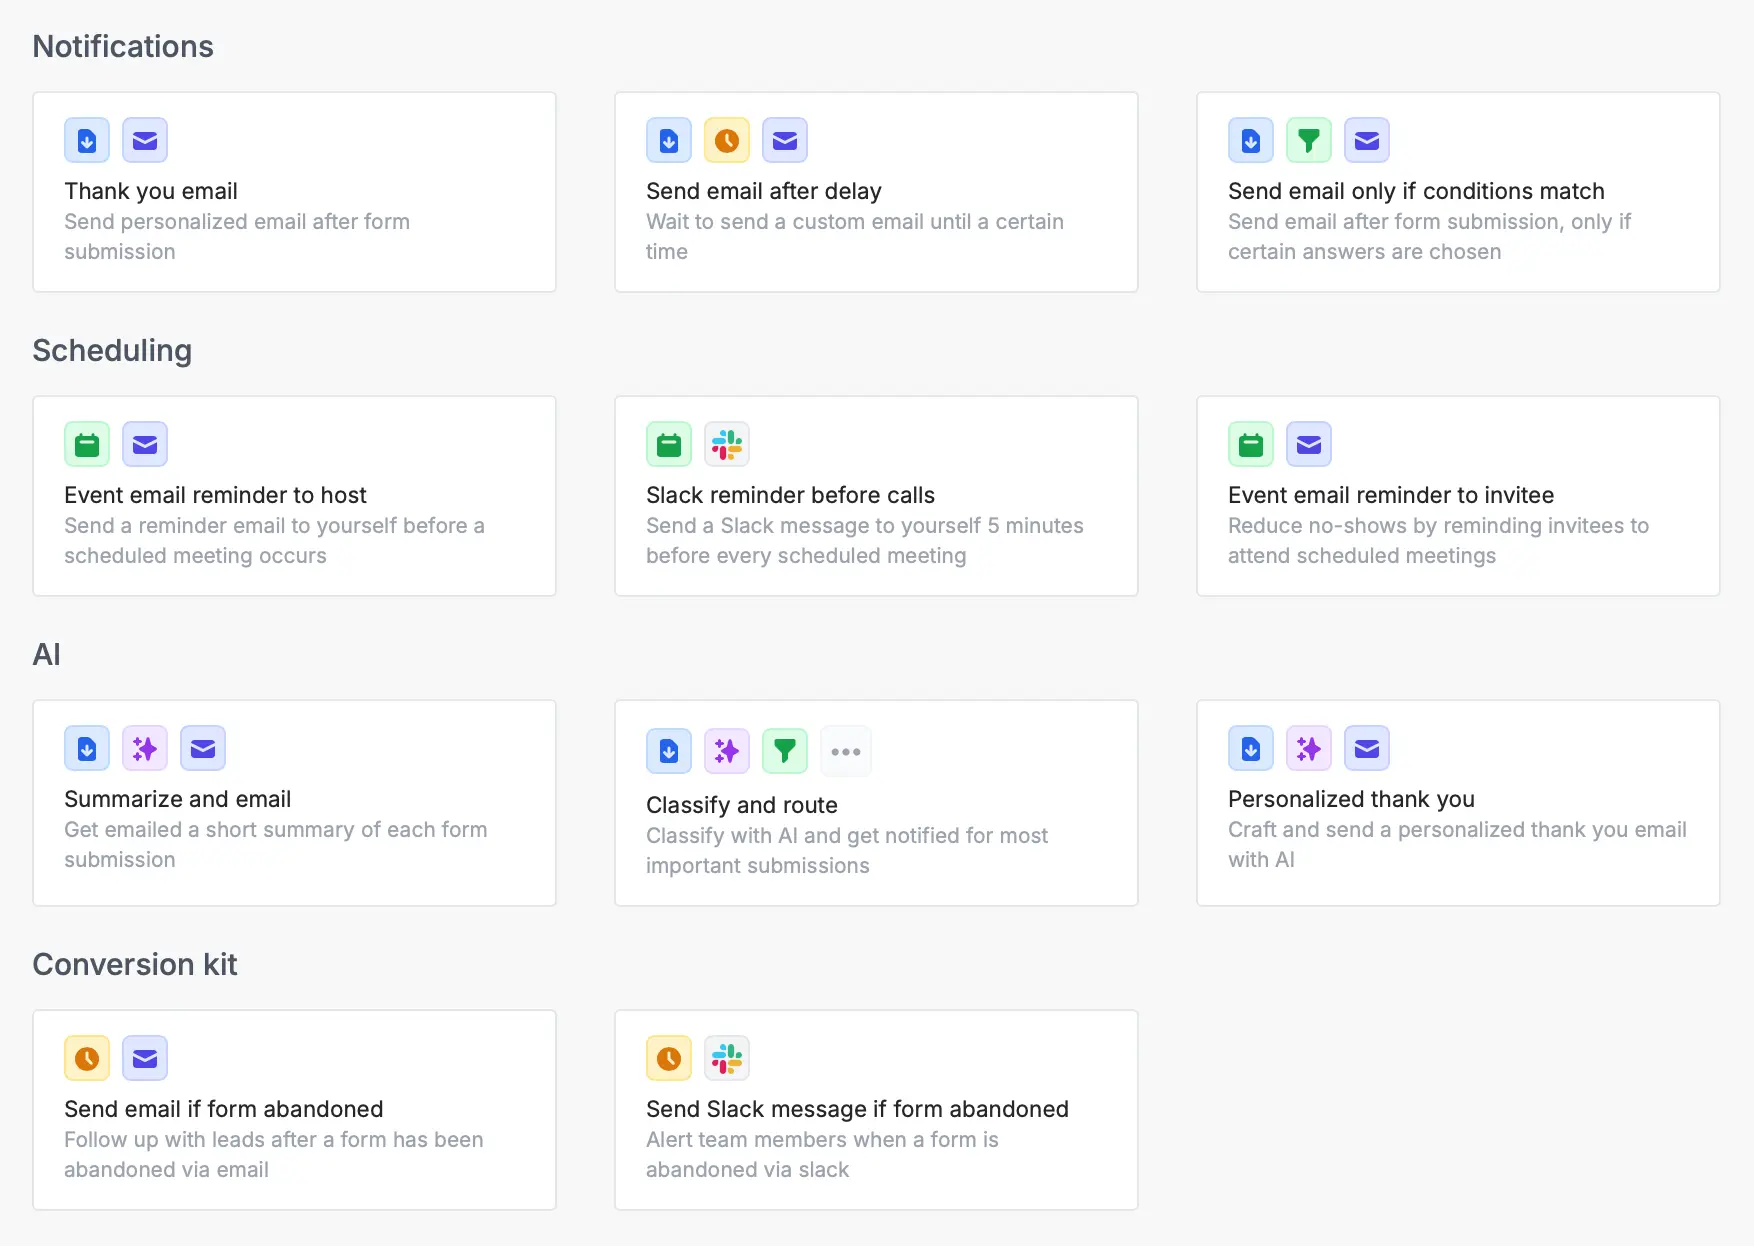 Notifications
Thank you email
Send personalized email after form
submission
Send email after delay
Wait to send a custom email until a certain
time
Send email only if conditions match
Send email after form submission, only if
certain answers are chosen
Scheduling
Event email reminder to host
Send a reminder email to yourself before a
scheduled meeting occurs
Slack reminder before calls
Send a Slack message to yourself 5 minutes
before every scheduled meeting
Event email reminder to invitee
Reduce no-shows by reminding invitees to
attend scheduled meetings
AI
Summarize and email
Get emailed a short summary of each form
submission
Classify and route
Classify with AI and get notified for most
important submissions
Personalized thank you
Craft and send a personalized thank you email
with AI
Conversion kit
Send email if form abandoned
Follow up with leads after a form has been
abandoned via email
Send Slack message if form abandoned
Alert team members when a form is
abandoned via slack